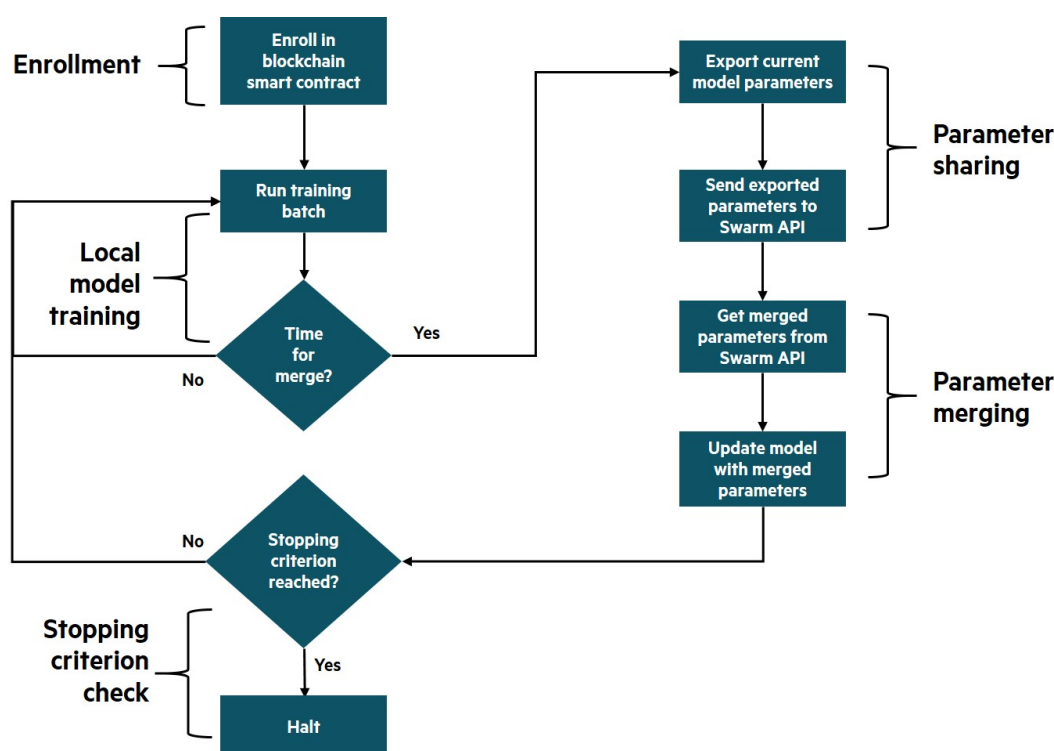 Enrollment
Enroll in
blockchain
smart contract
Run training
batch
Local
model
training
Time
for
merge?
Yes
No
Export current
model parameters
Send exported
parameters to
Swarm API
Parameter
sharing
Get merged
parameters from
Swarm API
Update model
with merged
parameters
Parameter
merging
No
Stopping
criterion
reached?
Stopping
criterion
check
Yes
Halt